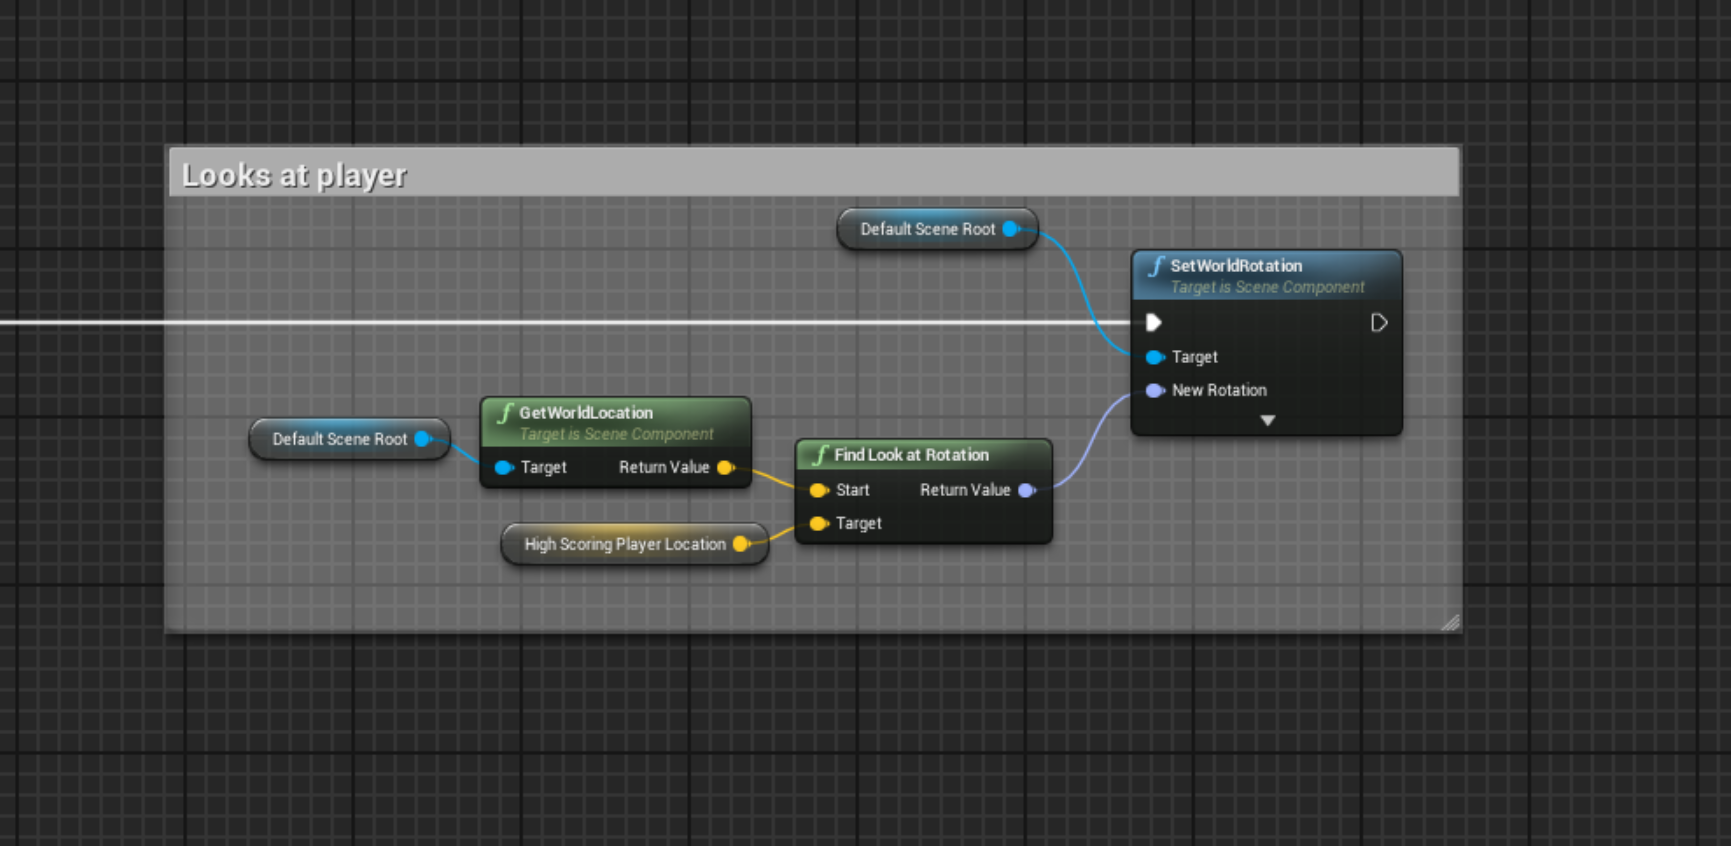 Looks at player
Default Scene Root
SetWorldRotation
Target is Scene Component
Target
New Rotation
GetWorldLocation
Target is Scene Component
Default Scene Root
Target Return Value
Find Look at Rotation
Start Return Value
Target
High Scoring Player Location